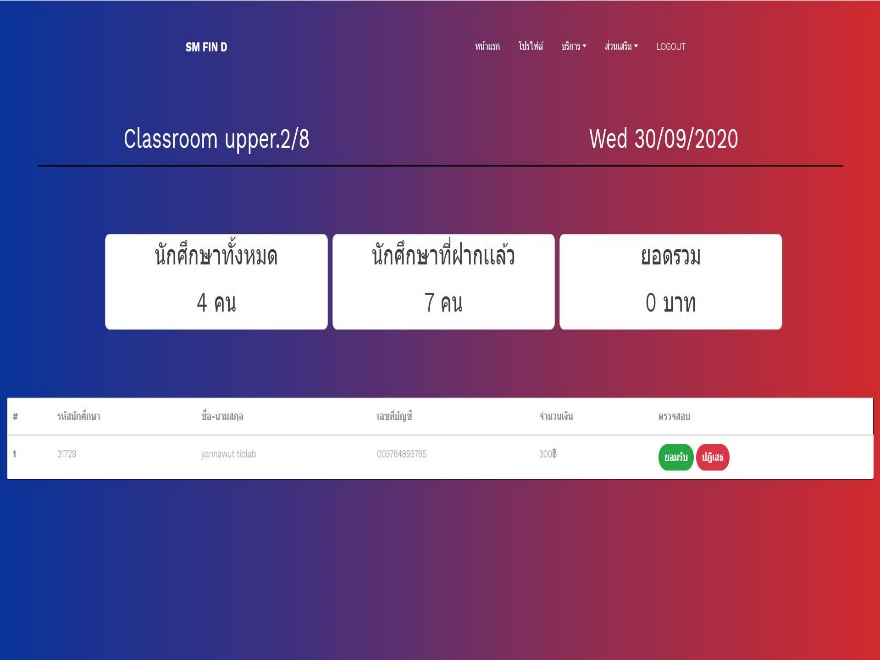 SM FIN D
หน้าแรก โปรไฟล์ บริการ ส่วนเสริม LOGOUT
Classroom upper.2/8
Wed 30/09/2020
นักศึกษาทั้งหมด
4 คน
นักศึกษาที่ฝากแล้ว
7 คน
ยอดรวม
0 บาท
# รหัสนักศึกษา ชื่อ-นามสกุล เลขที่บัญชี จำนวนเงิน ตรวจสอบ
1 31729 yannawut tiblab 003764893765 300฿ ยอมรับ ปฏิเสธ